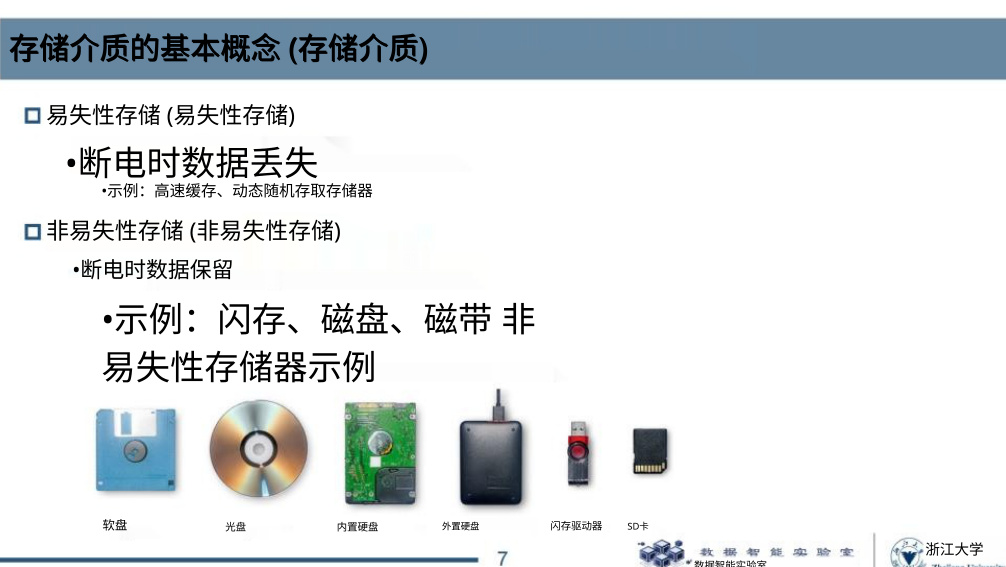 存储介质的基本概念 (存储介质)
易失性存储 (易失性存储)
•断电时数据丢失
•示例：高速缓存、动态随机存取存储器
非易失性存储 (非易失性存储)
•断电时数据保留
•示例：闪存、磁盘、磁带 非
易失性存储器示例
软盘
光盘
内置硬盘
外置硬盘
闪存驱动器
SD卡
7
数据智能实验室
数据智能实验室
浙江大学